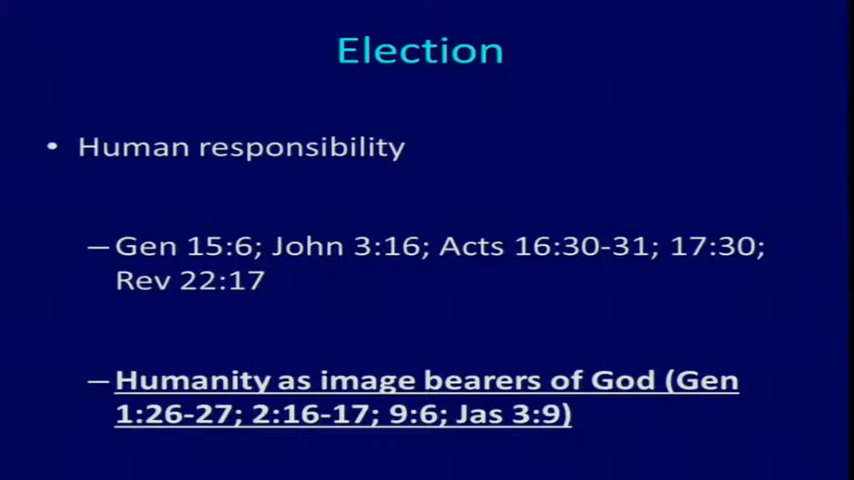 Election
• Human responsibility
–Gen 15:6; John 3:16; Acts 16:30-31; 17:30;
Rev 22:17
–Humanity as image bearers of God (Gen
1:26-27; 2:16-17; 9:6; Jas 3:9)